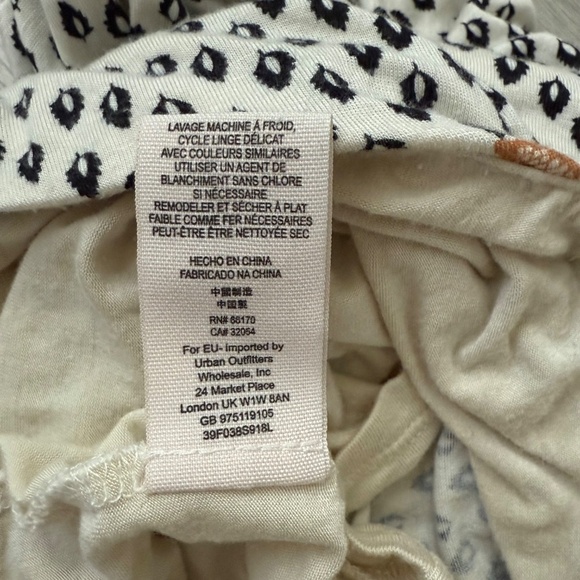 LAVAGE MACHINE À FROID,
CYCLE LINGE DÉLICAT
AVEC COULEURS SIMILAIRES
UTILISER UN AGENT DE
BLANCHIMENT SANS CHLORE
SI NÉCESSAIRE
REMODELER ET SÉCHER À PLAT
FAIBLE COMME FER NÉCESSAIRES
PEUT-ÊTRE ÊTRE NETTOYÉE SEC
HECHO EN CHINA
FABRICADO NA CHINA
中國制造
中国製
RN# 66170
CA# 32054
For EU- imported by
Urban Outfitters
Wholesale, Inc
24 Market Place
London UK W1W 8AN
GB 975119105
39F038S918L